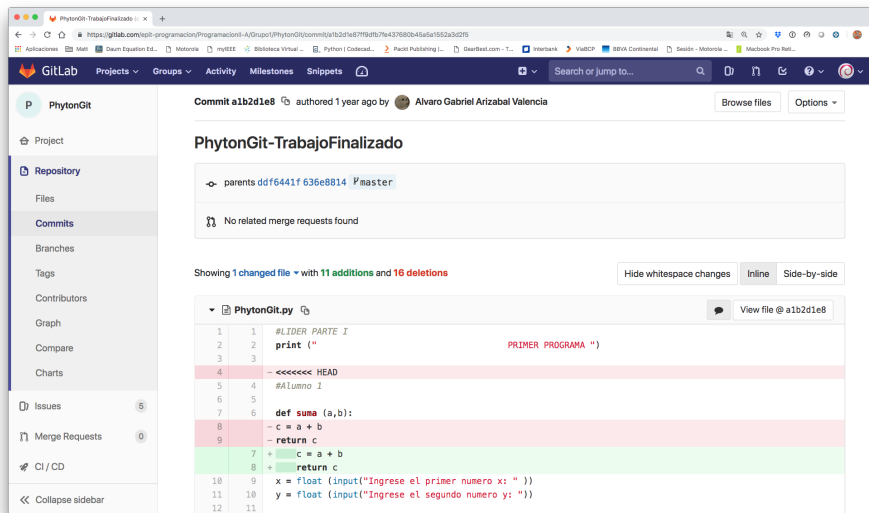 PhytonGit-TrabajoFinalizado
https://gitlab.com/epit-programacion/ProgramacionII-A/Grupo1/PhytonGit/commit/a1b2d1e87ff9dfb7fe437680b46a5a1552a3d2f5
Aplicaciones Matt Daum Equation Ed... Motorola myIEEE Biblioteca Virtual ... Python | Codecad... Packt Publishing |... GearBest.com - T... Interbank ViaBCP BBVA Continental Sesión - Motorola ... Macbook Pro Reti...
GitLab Projects Groups Activity Milestones Snippets Search or jump to...
P PhytonGit
Project
Repository
Files
Commits
Branches
Tags
Contributors
Graph
Compare
Charts
Issues 5
Merge Requests 0
CI / CD
Collapse sidebar
Commit a1b2d1e8 authored 1 year ago by Alvaro Gabriel Arizabal Valencia Browse files Options
PhytonGit-TrabajoFinalizado
parents ddf6441f 636e8814 master
No related merge requests found
Showing 1 changed file with 11 additions and 16 deletions Hide whitespace changes Inline Side-by-side
PhytonGit.py View file @ a1b2d1e8
1 1 #LIDER PARTE I
2 2 print (" PRIMER PROGRAMA ")
3 3
4 - <<<<<<< HEAD
5 4 #Alumno 1
6 5
7 6 def suma (a,b):
8 - c = a + b
9 - return c
7 + c = a + b
8 + return c
10 9 x = float (input("Ingrese el primer numero x: " ))
11 10 y = float (input("Ingrese el segundo numero y: "))
12 11